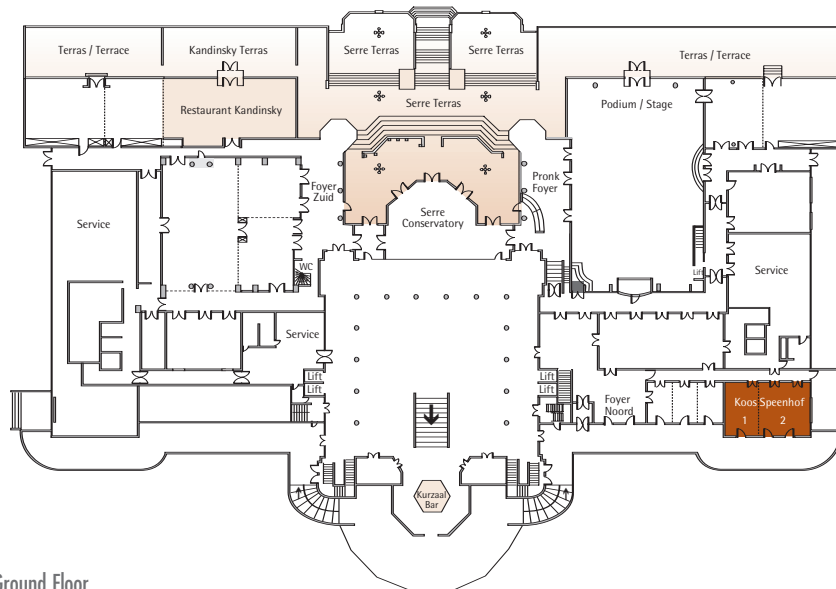 Terras / Terrace
Kandinsky Terras
Serre Terras
Serre Terras
Terras / Terrace
Restaurant Kandinsky
Serre Terras
Podium / Stage
Foyer
Zuid
Pronk
Foyer
Serre
Conservatory
Service
WC
Lift
Service
Service
Lift
Lift
Lift
Lift
Foyer
Noord
Koos Speenhof
1
2
Kurzaal
Bar
Ground Floor